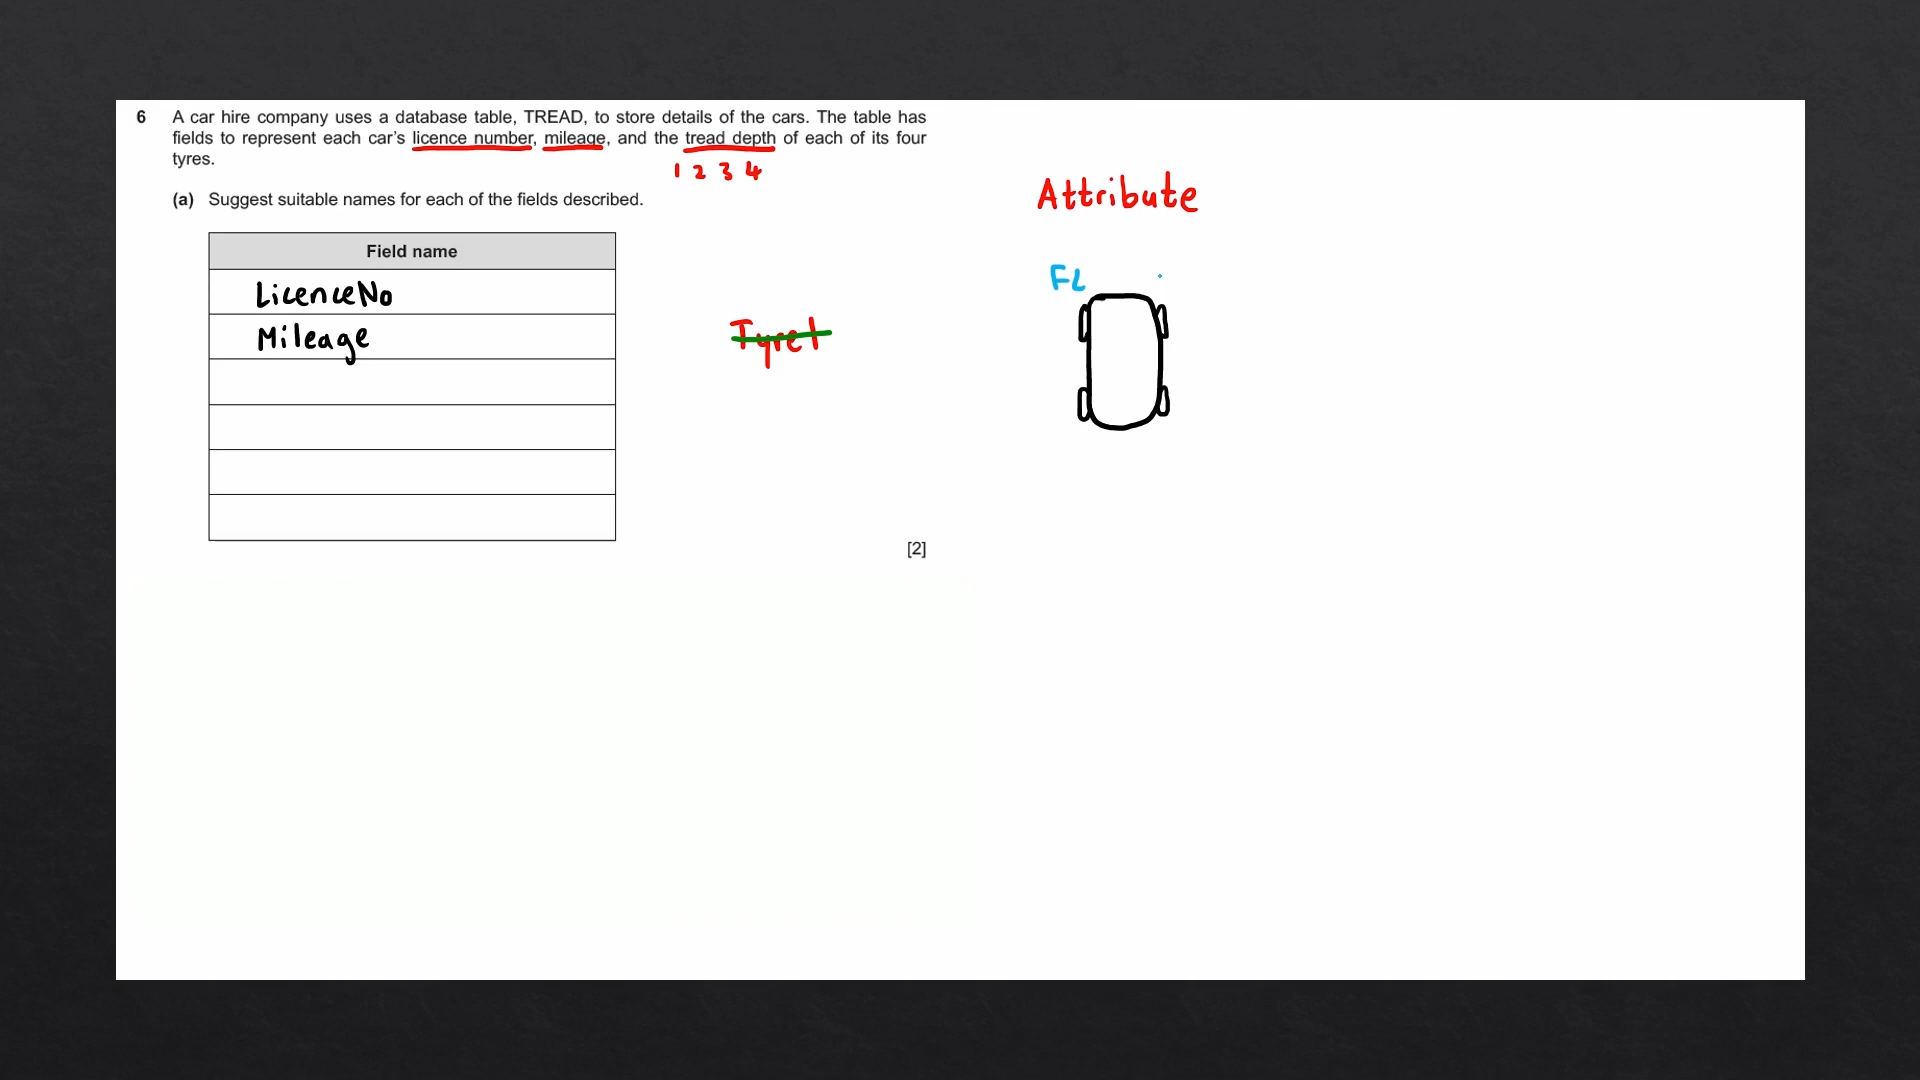 6 A car hire company uses a database table, TREAD, to store details of the cars. The table has
fields to represent each car's licence number, mileage, and the tread depth of each of its four
tyres.
1 2 3 4
(a) Suggest suitable names for each of the fields described.
Attribute
Field name
LicenceNo
Mileage
Tyre1
FL
[2]